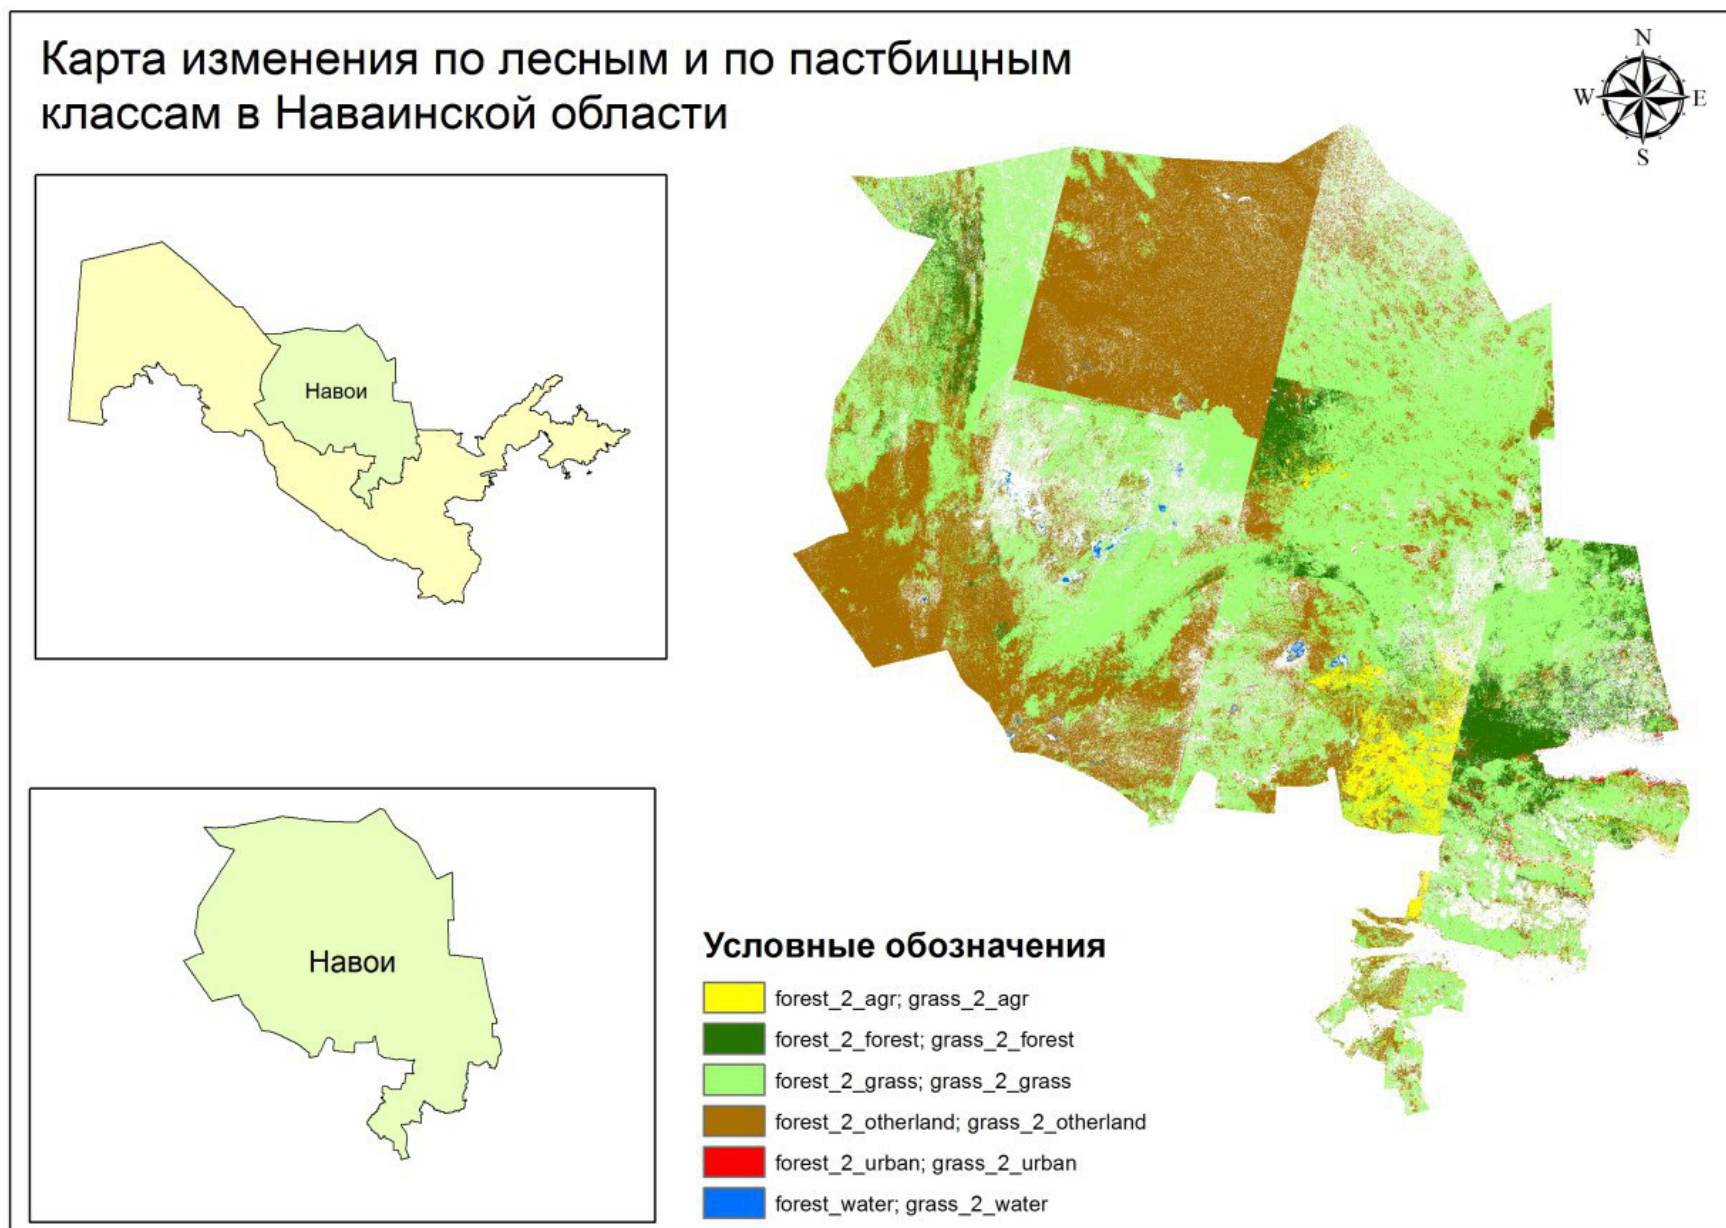 Карта изменения по лесным и по пастбищным
классам в Наваинской области
N
W
E
S
Навои
Навои
Условные обозначения
forest_2_agr; grass_2_agr
forest_2_forest; grass_2_forest
forest_2_grass; grass_2_grass
forest_2_otherland; grass_2_otherland
forest_2_urban; grass_2_urban
forest_water; grass_2_water